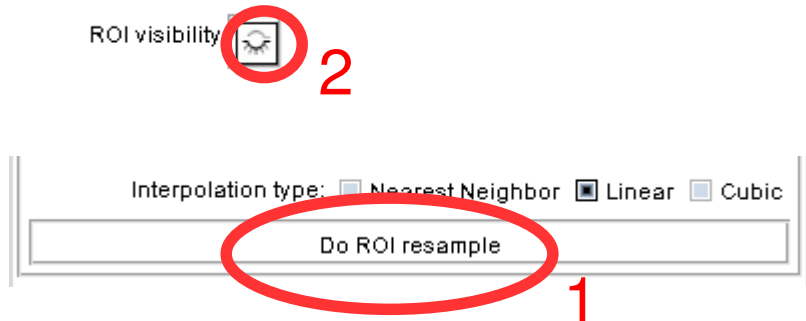 ROI visibility
2
Interpolation type: Nearest Neighbor Linear Cubic
Do ROI resample
1